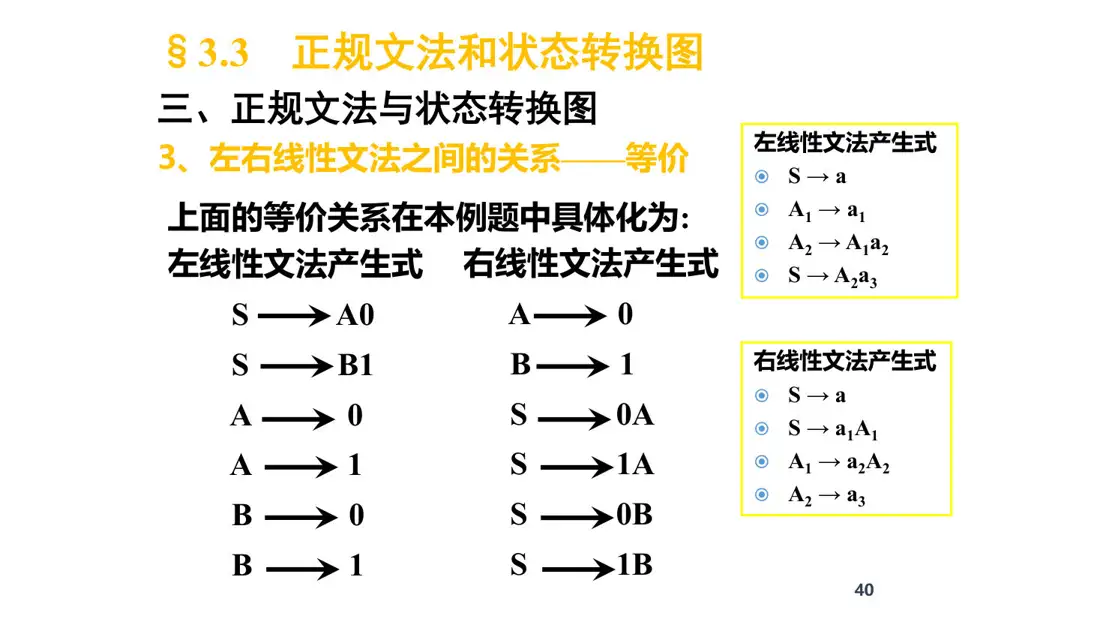 §3.3 正规文法和状态转换图
三、正规文法与状态转换图
3、左右线性文法之间的关系——等价
上面的等价关系在本例题中具体化为:
左线性文法产生式 右线性文法产生式
S → A0 A → 0
S → B1 B → 1
A → 0 S → 0A
A → 1 S → 1A
B → 0 S → 0B
B → 1 S → 1B
左线性文法产生式
S → a
A₁ → a₁
A₂ → A₁a₂
S → A₂a₃
右线性文法产生式
S → a
S → a₁A₁
A₁ → a₂A₂
A₂ → a₃
40